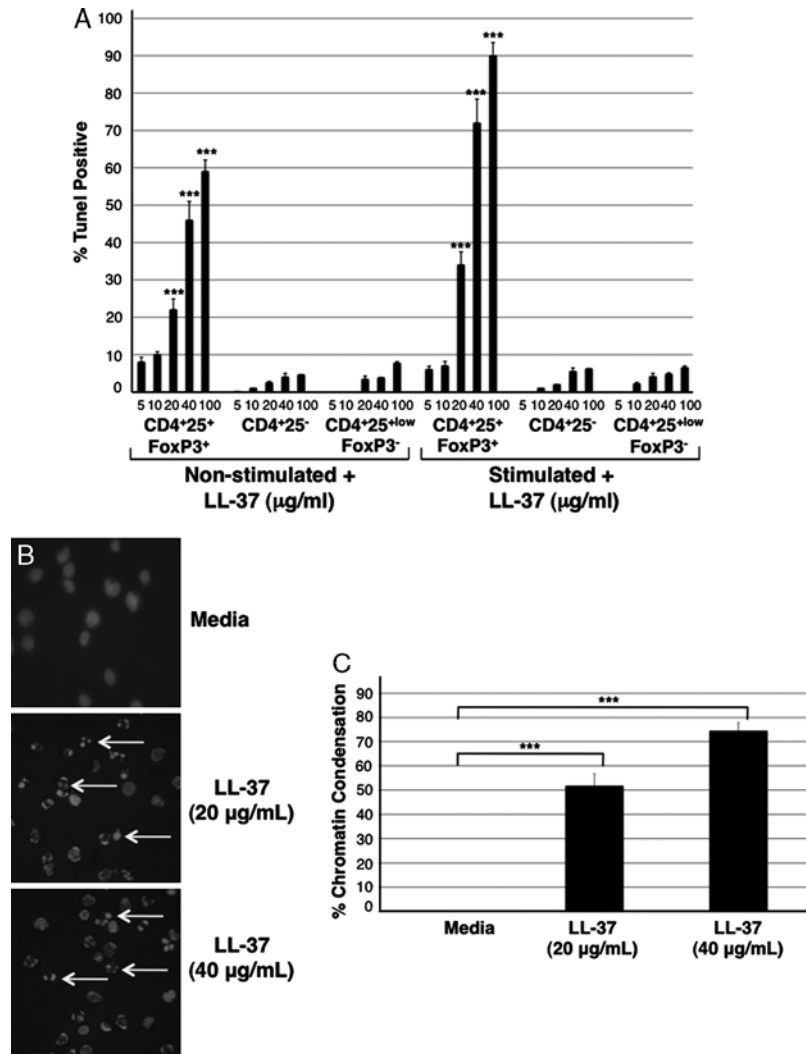 A
100
90
80
70
60
50
40
30
20
10
0
% Tunel Positive
*** *** *** *** *** ***
5 10 20 40 100 5 10 20 40 100 5 10 20 40 100 5 10 20 40 100 5 10 20 40 100 5 10 20 40 100
CD4+25+ CD4+25- CD4+25+low CD4+25+ CD4+25- CD4+25+low
FoxP3+ FoxP3- FoxP3+ FoxP3-
Non-stimulated + Stimulated +
LL-37 (μg/ml) LL-37 (μg/ml)
B
Media
LL-37
(20 μg/mL)
LL-37
(40 μg/mL)
C
90
80
70
60
50
40
30
20
10
0
% Chromatin Condensation
***
***
Media LL-37 LL-37
(20 μg/mL) (40 μg/mL)